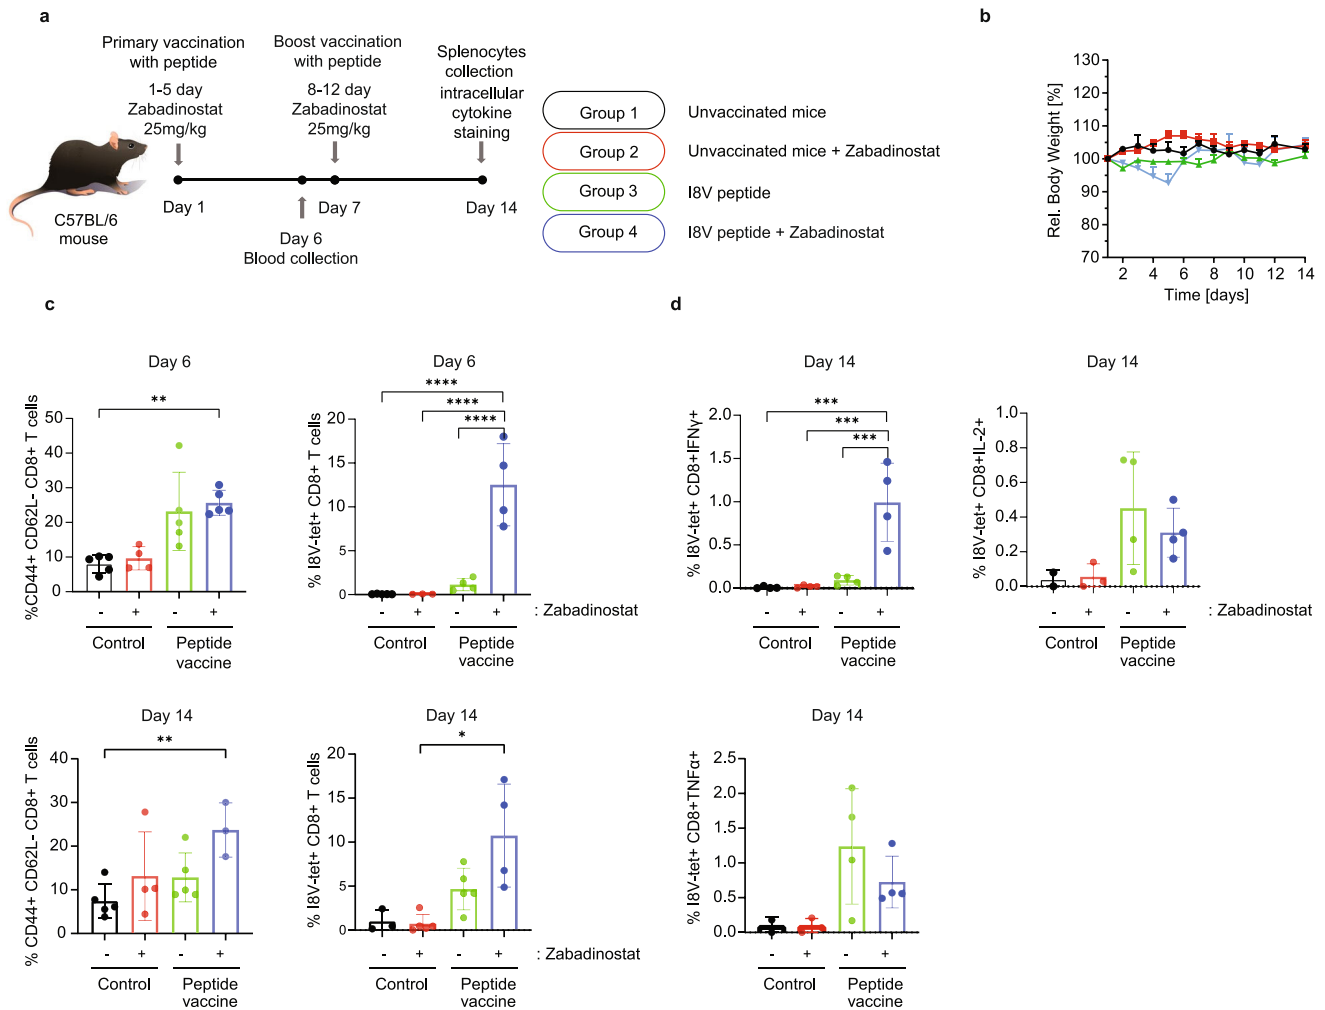 a
Primary vaccination
with peptide
1-5 day
Zabadinostat
25mg/kg
Boost vaccination
with peptide
8-12 day
Zabadinostat
25mg/kg
Splenocytes
collection
intracellular
cytokine
staining
C57BL/6
mouse
Day 1
Day 7
Day 14
Day 6
Blood collection
Group 1 Unvaccinated mice
Group 2 Unvaccinated mice + Zabadinostat
Group 3 I8V peptide
Group 4 I8V peptide + Zabadinostat
b
Rel. Body Weight [%]
130
120
110
100
90
80
70
2 4 6 8 10 12 14
Time [days]
c
Day 6
%CD44+ CD62L- CD8+ T cells
50
40
30
20
10
0
**
- + - +
Control Peptide
vaccine
Day 6
% I8V-tet+ CD8+ T cells
20
15
10
5
0
****
****
****
- + - + : Zabadinostat
Control Peptide
vaccine
Day 14
% CD44+ CD62L- CD8+ T cells
40
30
20
10
0
**
- + - +
Control Peptide
vaccine
Day 14
% I8V-tet+ CD8+ T cells
20
15
10
5
0
*
- + - + : Zabadinostat
Control Peptide
vaccine
d
Day 14
% I8V-tet+ CD8+IFNγ+
2.0
1.5
1.0
0.5
0.0
***
***
***
- + - +
Control Peptide
vaccine
Day 14
% I8V-tet+ CD8+IL-2+
1.0
0.8
0.6
0.4
0.2
0.0
- + - + : Zabadinostat
Control Peptide
vaccine
Day 14
% I8V-tet+ CD8+TNFα+
2.5
2.0
1.5
1.0
0.5
0.0
- + - + : Zabadinostat
Control Peptide
vaccine